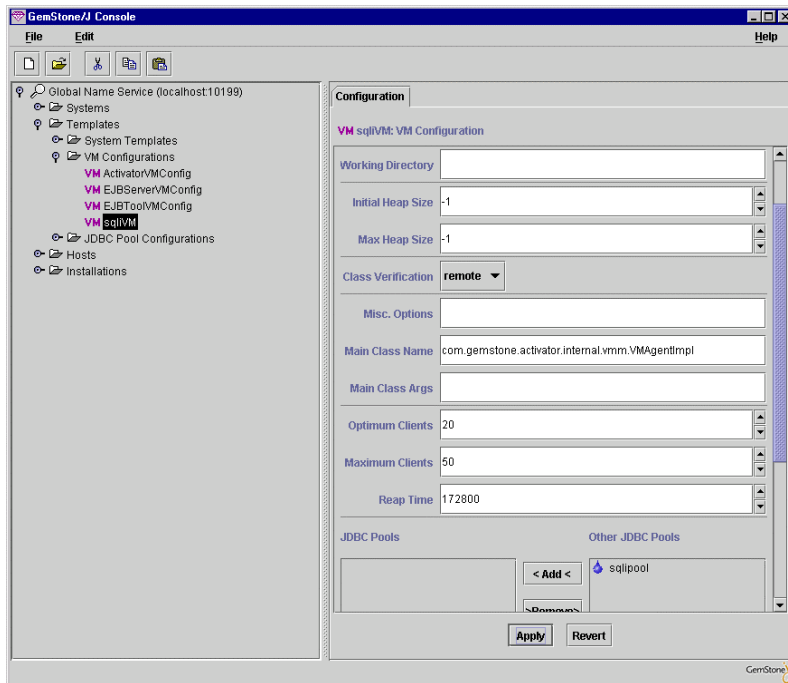 GemStone/J Console
File Edit Help
Global Name Service (localhost:10199)
Systems
Templates
System Templates
VM Configurations
VM ActivatorVMConfig
VM EJBServerVMConfig
VM EJBToolVMConfig
VM sqliVM
JDBC Pool Configurations
Hosts
Installations
Configuration
VM sqliVM: VM Configuration
Working Directory
Initial Heap Size -1
Max Heap Size -1
Class Verification remote
Misc. Options
Main Class Name com.gemstone.activator.internal.vmm.VMAgentImpl
Main Class Args
Optimum Clients 20
Maximum Clients 50
Reap Time 172800
JDBC Pools Other JDBC Pools
< Add < sqlipool
>Remove>
Apply Revert
GemStone